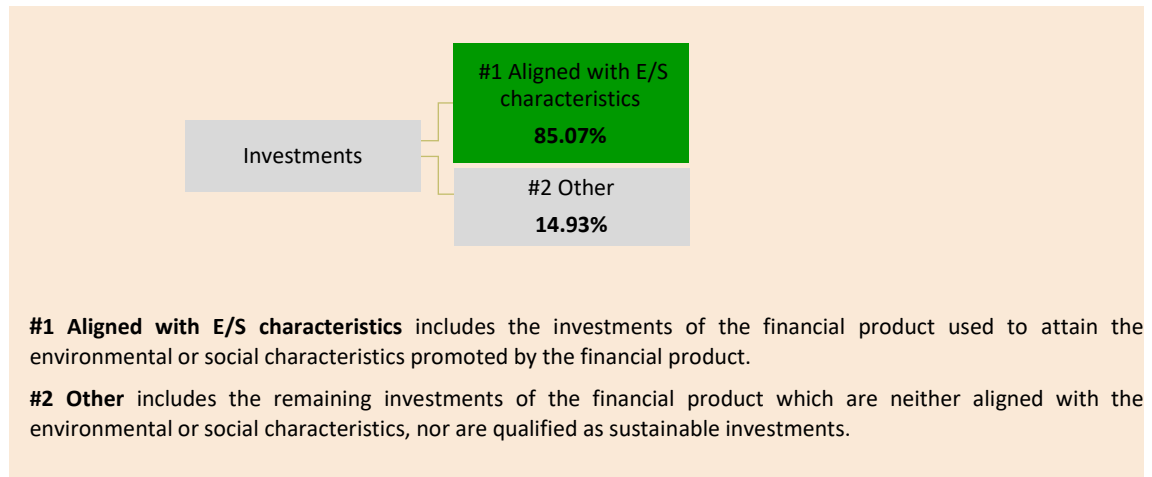 #1 Aligned with E/S
characteristics
85.07%
Investments
#2 Other
14.93%
#1 Aligned with E/S characteristics includes the investments of the financial product used to attain the
environmental or social characteristics promoted by the financial product.
#2 Other includes the remaining investments of the financial product which are neither aligned with the
environmental or social characteristics, nor are qualified as sustainable investments.